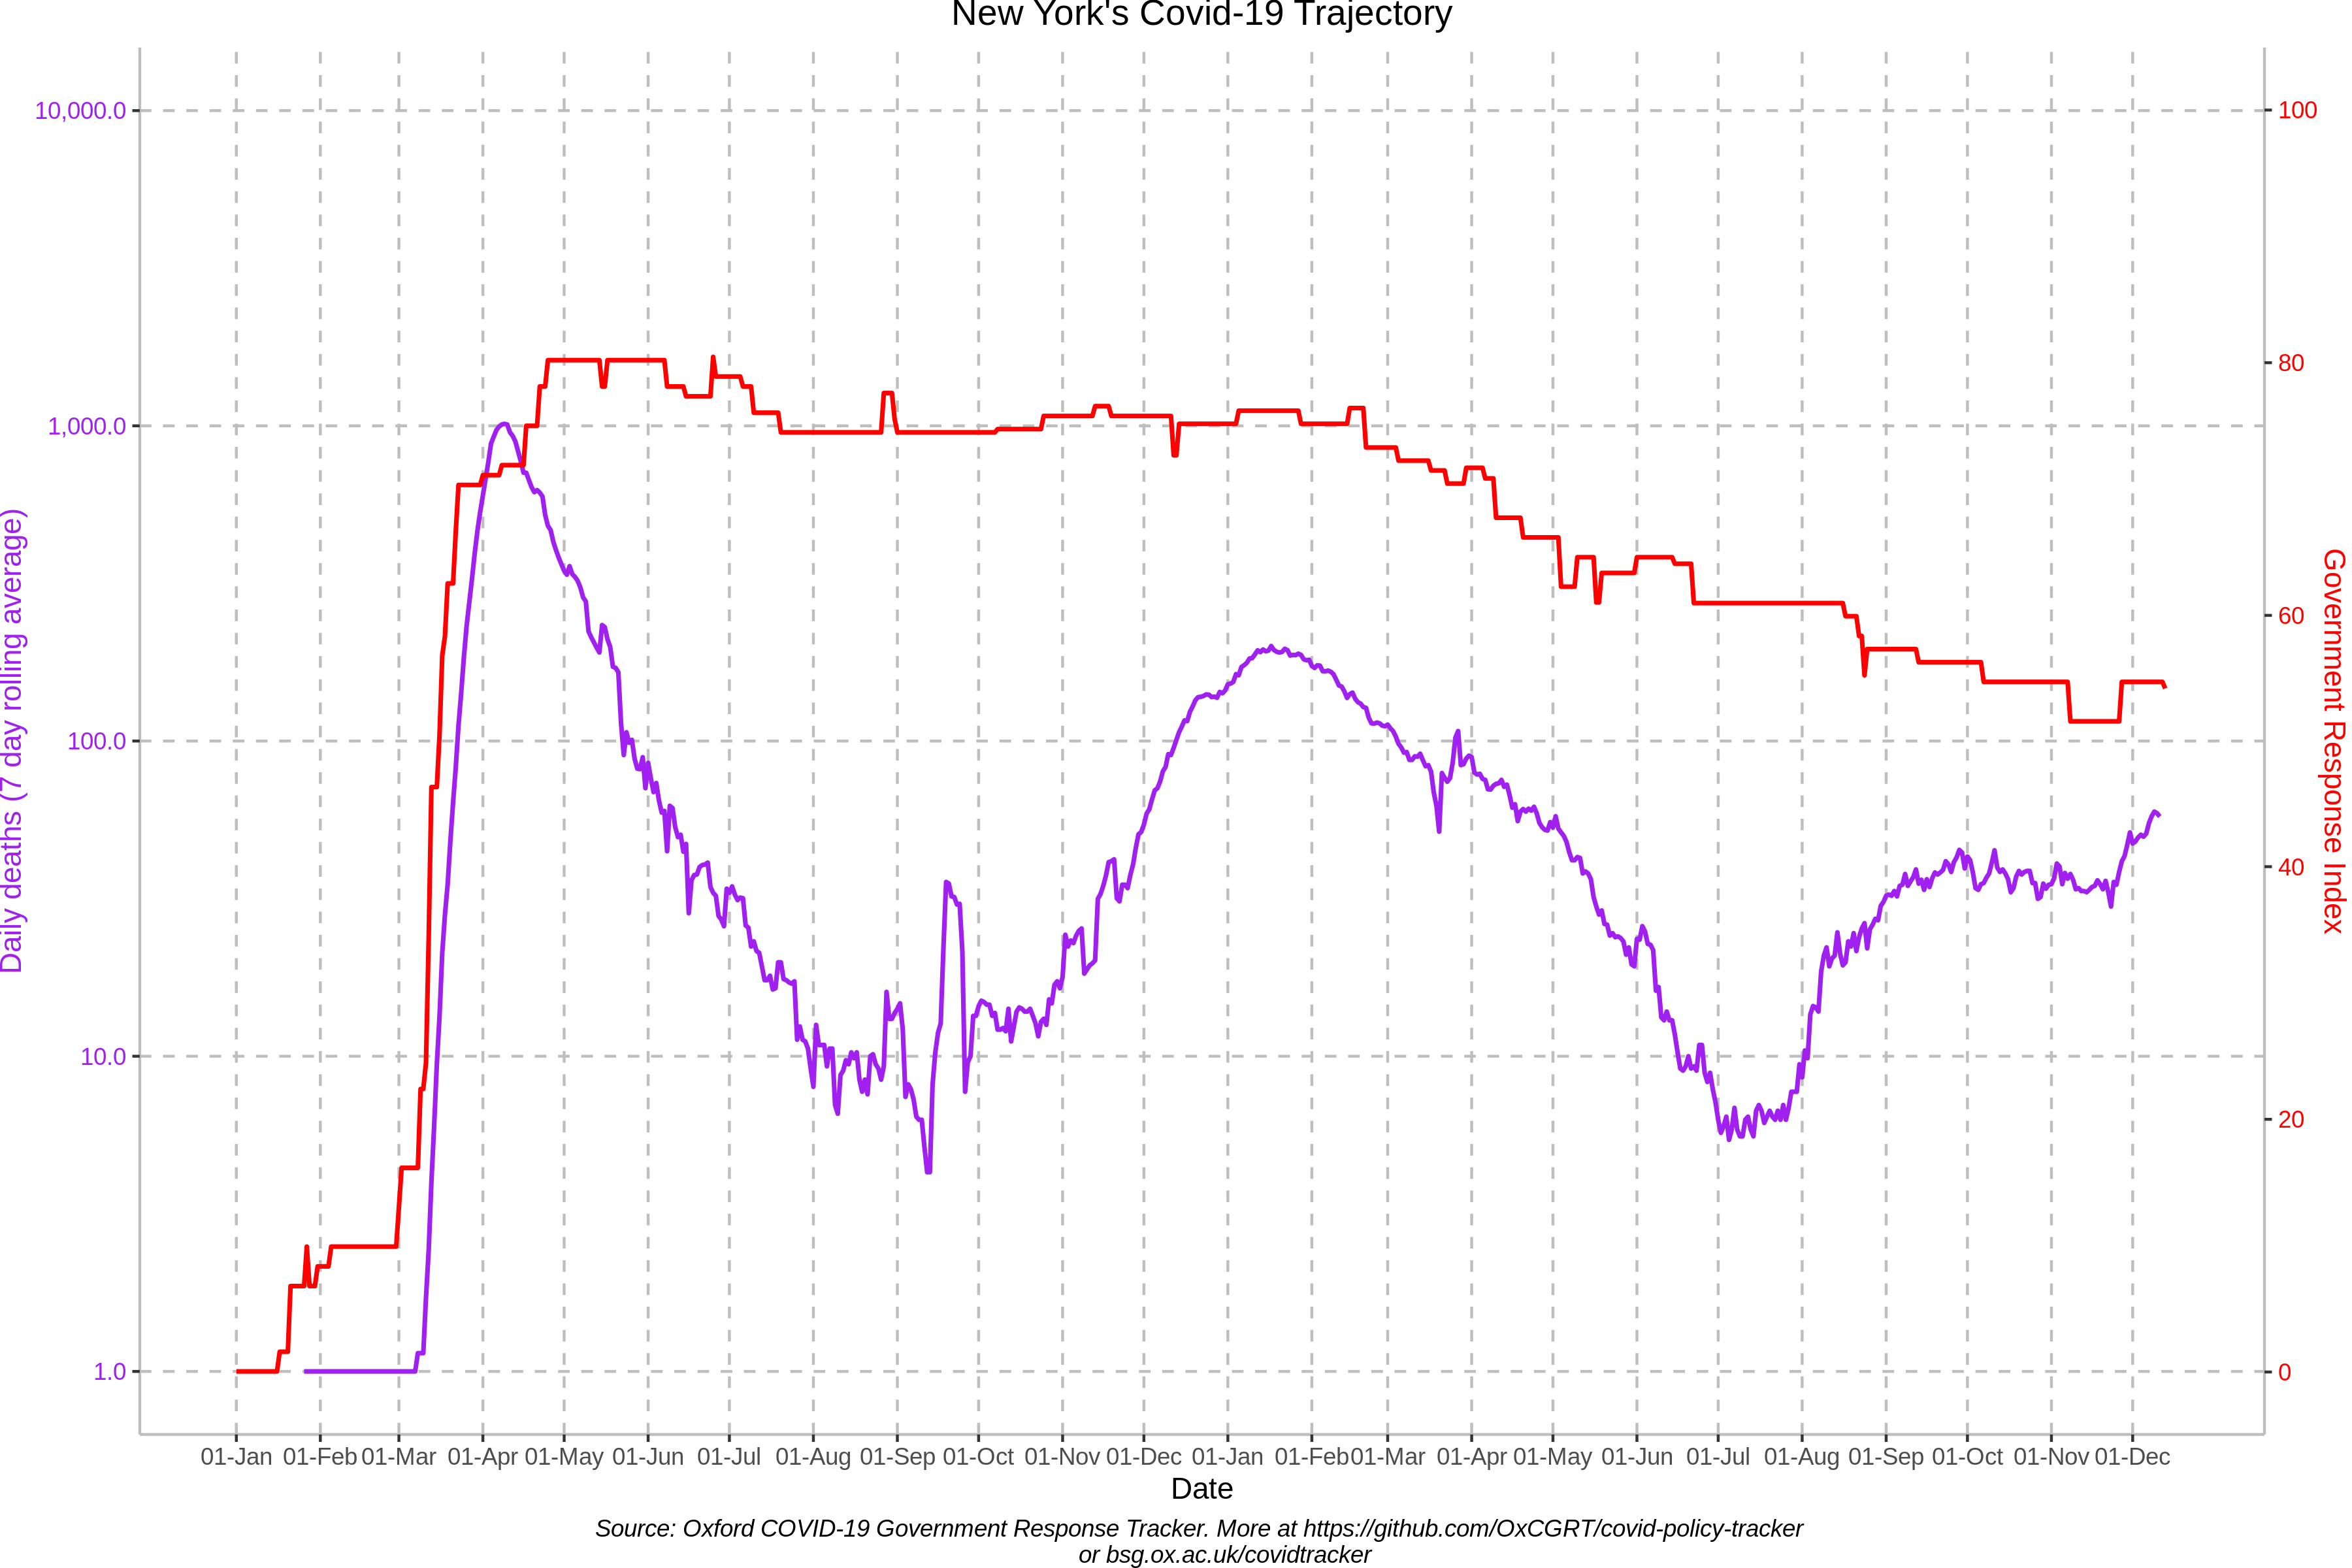 New York's Covid-19 Trajectory
10,000.0
1,000.0
100.0
10.0
1.0
Daily deaths (7 day rolling average)
100
80
60
40
20
0
Government Response Index
01-Jan 01-Feb 01-Mar 01-Apr 01-May 01-Jun 01-Jul 01-Aug 01-Sep 01-Oct 01-Nov 01-Dec 01-Jan 01-Feb 01-Mar 01-Apr 01-May 01-Jun 01-Jul 01-Aug 01-Sep 01-Oct 01-Nov 01-Dec
Date
Source: Oxford COVID-19 Government Response Tracker. More at https://github.com/OxCGRT/covid-policy-tracker
or bsg.ox.ac.uk/covidtracker